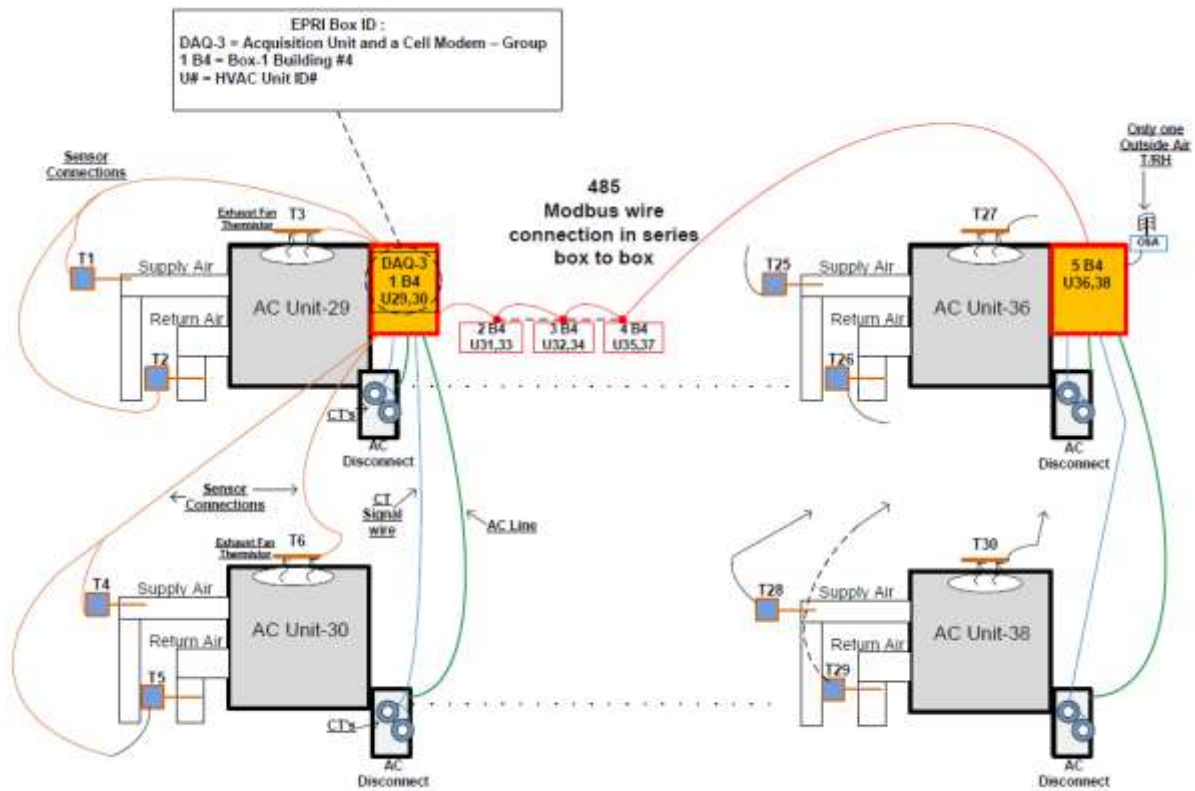 EPRI Box ID :
DAQ-3 = Acquisition Unit and a Cell Modem – Group
1 B4 = Box-1 Building #4
U# = HVAC Unit ID#
Sensor
Connections
T1
Exhaust Fan
Thermistor
T3
Supply Air
AC Unit-29
Return Air
T2
DAQ-3
1 B4
U29,30
485
Modbus wire
connection in series
box to box
2 B4
U31,33
3 B4
U32,34
4 B4
U35,37
CT's
AC
Disconnect
Only one
Outside Air
T/RH
OSA
T27
T25
Supply Air
AC Unit-36
Return Air
T26
5 B4
U36,38
AC
Disconnect
Sensor
Connections
CT
Signal
wire
AC Line
Exhaust Fan
Thermistor
T6
T4
Supply Air
AC Unit-30
Return Air
T5
CT's
AC
Disconnect
T30
T28
Supply Air
AC Unit-38
Return Air
T29
AC
Disconnect